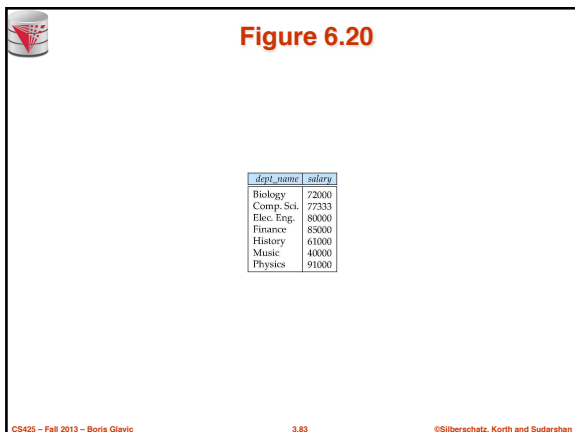 Figure 6.20
dept_name salary
Biology 72000
Comp. Sci. 77333
Elec. Eng. 80000
Finance 85000
History 61000
Music 40000
Physics 91000
CS425 – Fall 2013 – Boris Glavic 3.83 ©Silberschatz, Korth and Sudarshan